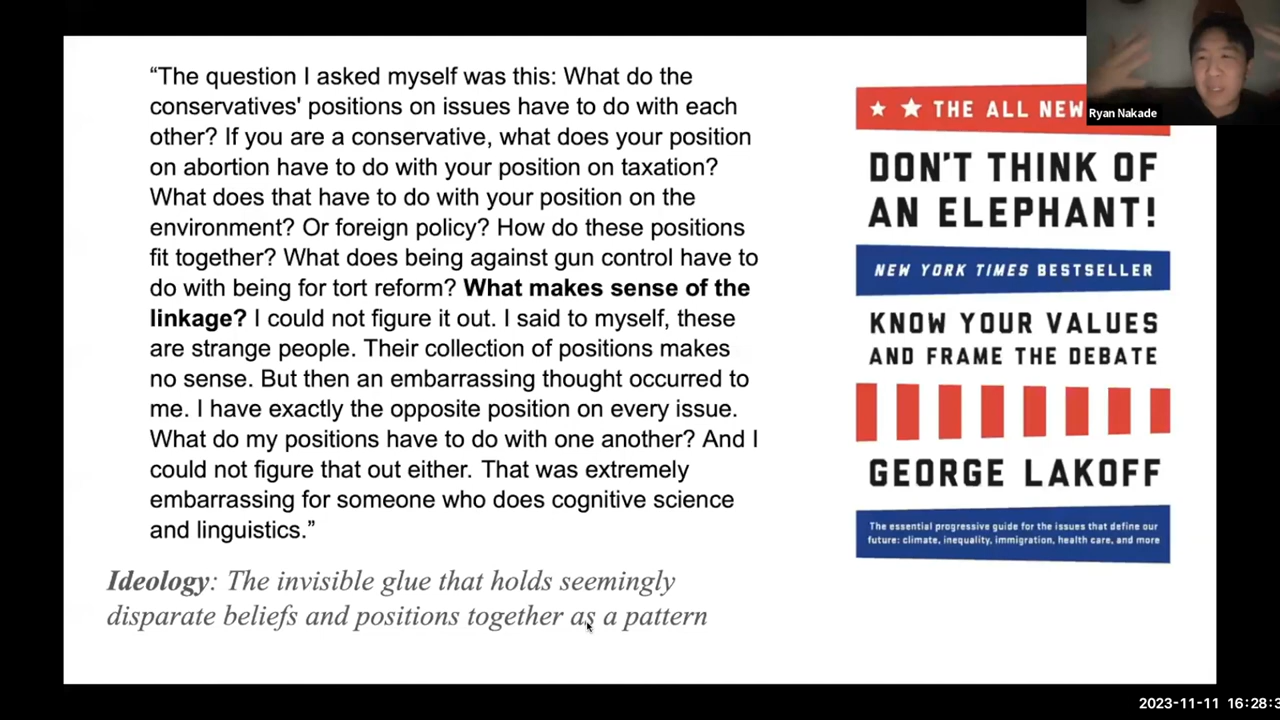 “The question I asked myself was this: What do the
conservatives' positions on issues have to do with each
other? If you are a conservative, what does your position
on abortion have to do with your position on taxation?
What does that have to do with your position on the
environment? Or foreign policy? How do these positions
fit together? What does being against gun control have to
do with being for tort reform? What makes sense of the
linkage? I could not figure it out. I said to myself, these
are strange people. Their collection of positions makes
no sense. But then an embarrassing thought occurred to
me. I have exactly the opposite position on every issue.
What do my positions have to do with one another? And I
could not figure that out either. That was extremely
embarrassing for someone who does cognitive science
and linguistics.”
Ideology: The invisible glue that holds seemingly
disparate beliefs and positions together as a pattern
THE ALL NEW
DON'T THINK OF
AN ELEPHANT!
NEW YORK TIMES BESTSELLER
KNOW YOUR VALUES
AND FRAME THE DEBATE
GEORGE LAKOFF
The essential progressive guide for the issues that define our
future: climate, inequality, immigration, health care, and more
Ryan Nakade
2023-11-11 16:28:3